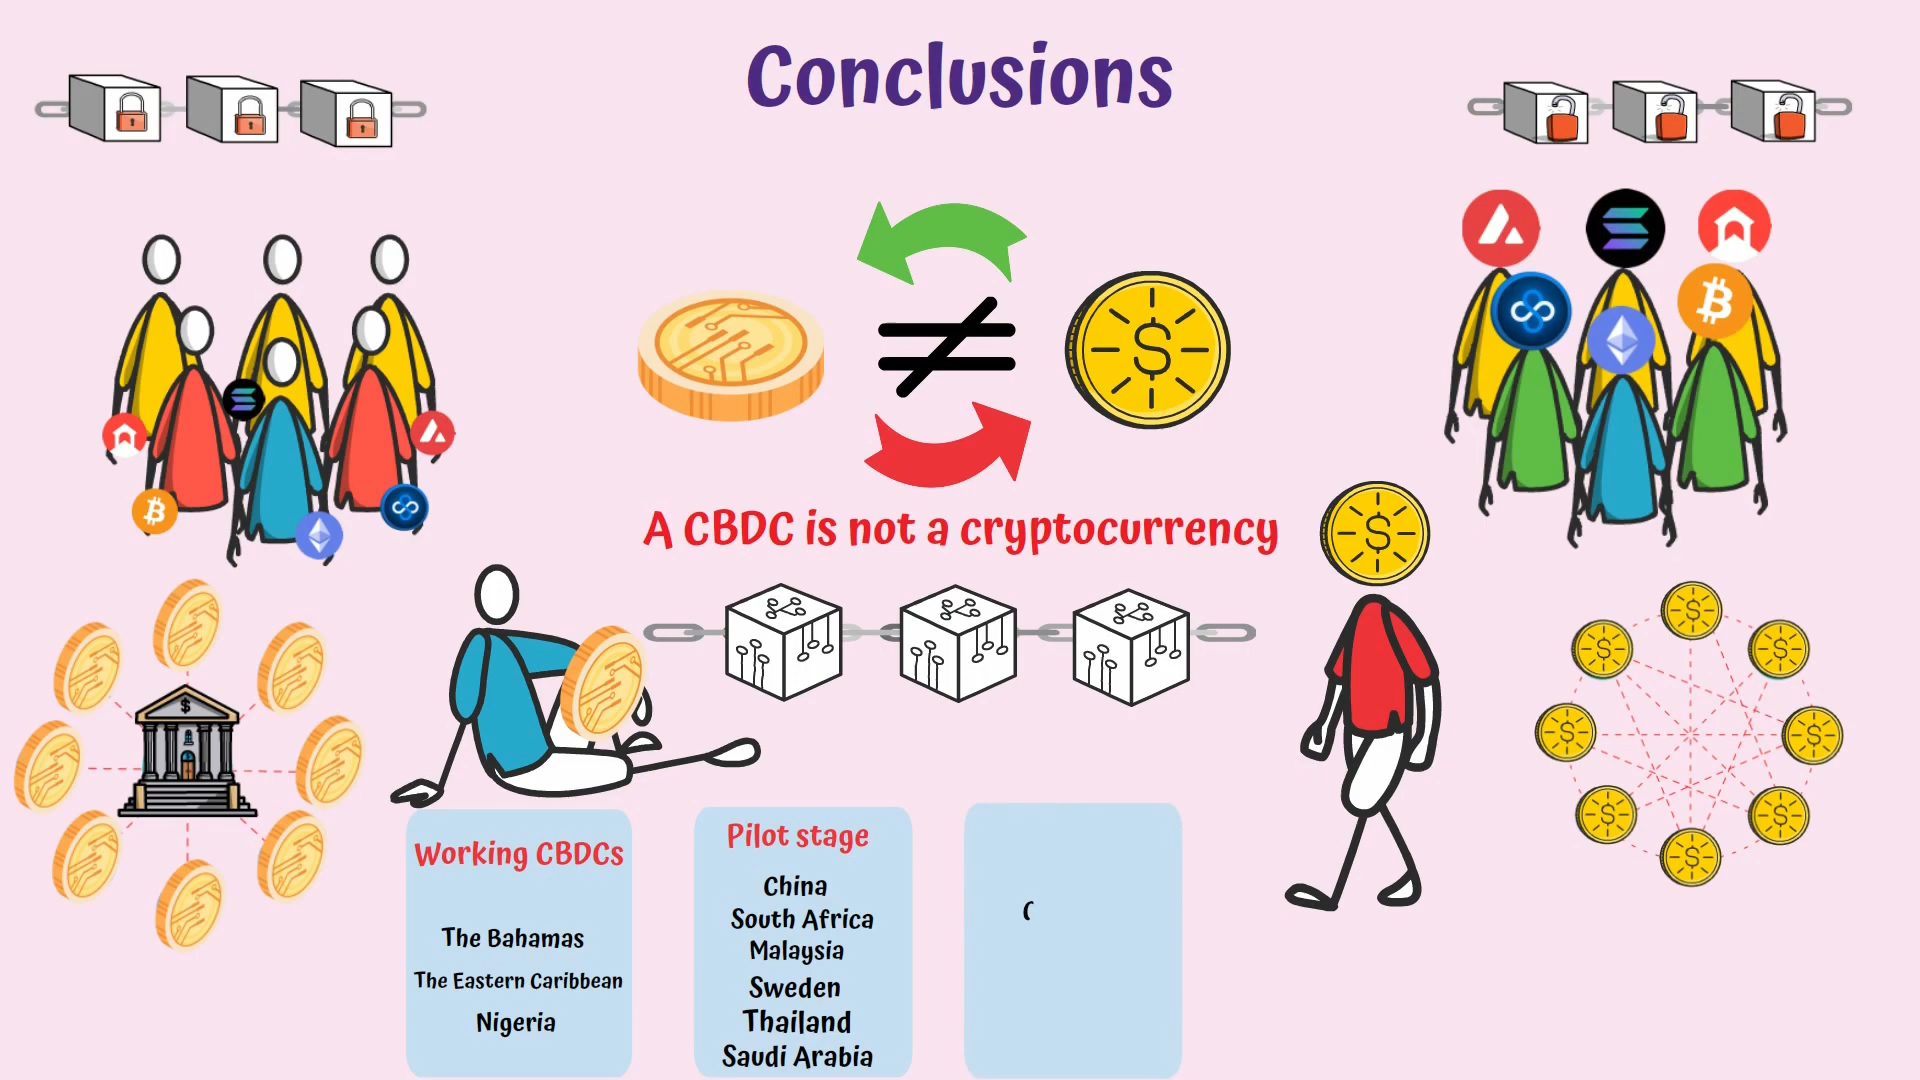 Conclusions
A CBDC is not a cryptocurrency
Working CBDCs
The Bahamas
The Eastern Caribbean
Nigeria
Pilot stage
China
South Africa
Malaysia
Sweden
Thailand
Saudi Arabia